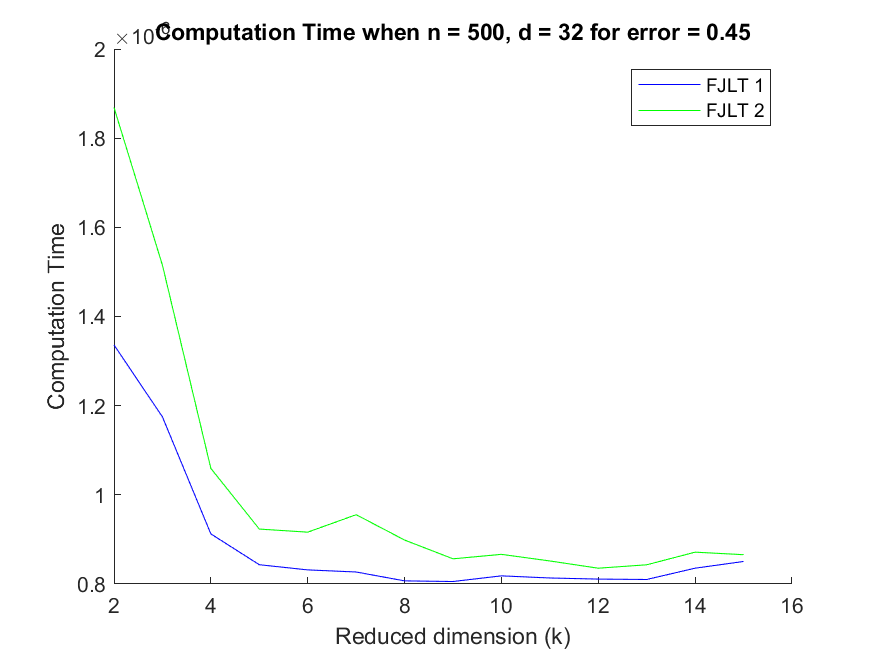 Computation Time when n = 500, d = 32 for error = 0.45
×10
2
1.8
1.6
1.4
1.2
1
0.8
Computation Time
FJLT 1
FJLT 2
2 4 6 8 10 12 14 16
Reduced dimension (k)